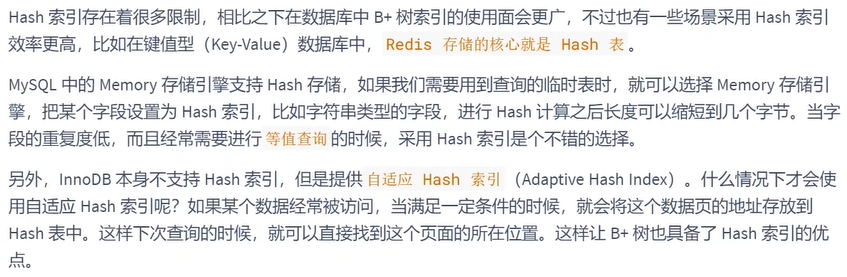 Hash 索引存在着很多限制，相比之下在数据库中 B+ 树索引的使用面会更广，不过也有一些场景采用 Hash 索引
效率更高，比如在键值型（Key-Value）数据库中，Redis 存储的核心就是 Hash 表。
MySQL 中的 Memory 存储引擎支持 Hash 存储，如果我们需要用到查询的临时表时，就可以选择 Memory 存储引
擎，把某个字段设置为 Hash 索引，比如字符串类型的字段，进行 Hash 计算之后长度可以缩短到几个字节。当字
段的重复度低，而且经常需要进行等值查询的时候，采用 Hash 索引是个不错的选择。
另外，InnoDB 本身不支持 Hash 索引，但是提供自适应 Hash 索引（Adaptive Hash Index）。什么情况下才会使
用自适应 Hash 索引呢？如果某个数据经常被访问，当满足一定条件的时候，就会将这个数据页的地址存放到
Hash 表中。这样下次查询的时候，就可以直接找到这个页面的所在位置。这样让 B+ 树也具备了 Hash 索引的优
点。